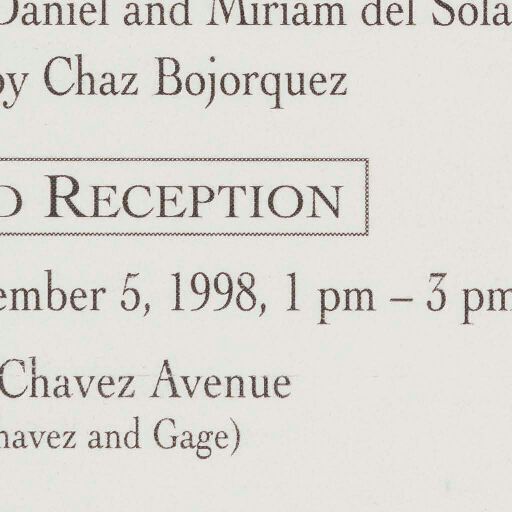 Daniel and Miriam del Sola
by Chaz Bojorquez
D RECEPTION
ember 5, 1998, 1 pm – 3 pm
Chavez Avenue
havez and Gage)